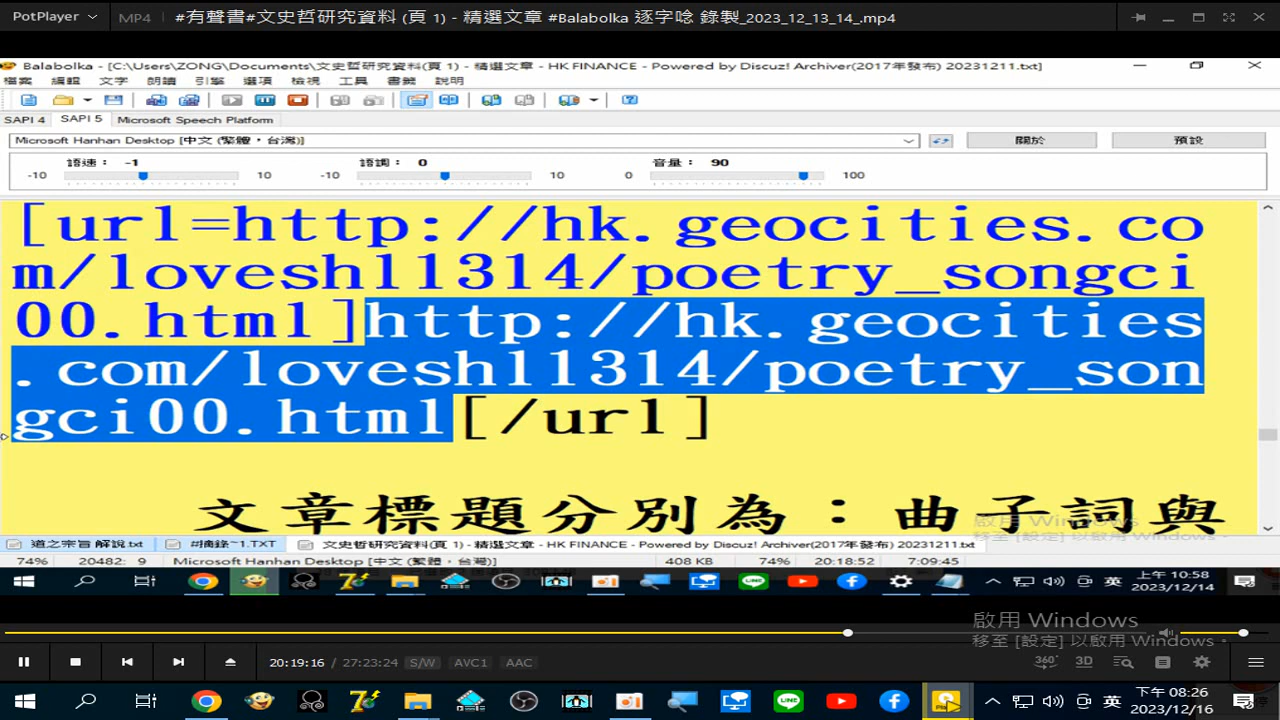 PotPlayer MP4 #有聲書#文史哲研究資料 (頁 1) - 精選文章 #Balabolka 逐字唸 錄製_2023_12_13_14_.mp4
Balabolka - [C:\Users\ZONG\Documents\文史哲研究資料(頁 1) - 精選文章 - HK FINANCE - Powered by Discuz! Archiver(2017年發布) 20231211.txt]
檔案 編輯 文字 朗讀 引擎 選項 檢視 工具 書籤 說明
SAPI 4 SAPI 5 Microsoft Speech Platform
Microsoft Hanhan Desktop [中文 (繁體，台灣)] 關於 預設
語速： -1 語調： 0 音量： 90
-10 10 -10 10 0 100
[url=http://hk.geocities.co
m/loveshl1314/poetry_songci
00.html]http://hk.geocities
.com/loveshl1314/poetry_son
gci00.html[/url]
文章標題分別為：曲子詞與
啟用 Windows
移至 [設定] 以啟用 Windows。
道之宗旨 解說.txt #摘錄~1.TXT 文史哲研究資料(頁 1) - 精選文章 - HK FINANCE - Powered by Discuz! Archiver(2017年發布) 20231211.txt
74% 20482: 9 Microsoft Hanhan Desktop [中文 (繁體，台灣)] 408 KB 74% 20:18:52 7:09:45
英 上午 10:58
2023/12/14
啟用 Windows
移至 [設定] 以啟用 Windows。
20:19:16 / 27:23:24 S/W AVC1 AAC 360° 3D
英 下午 08:26
2023/12/16